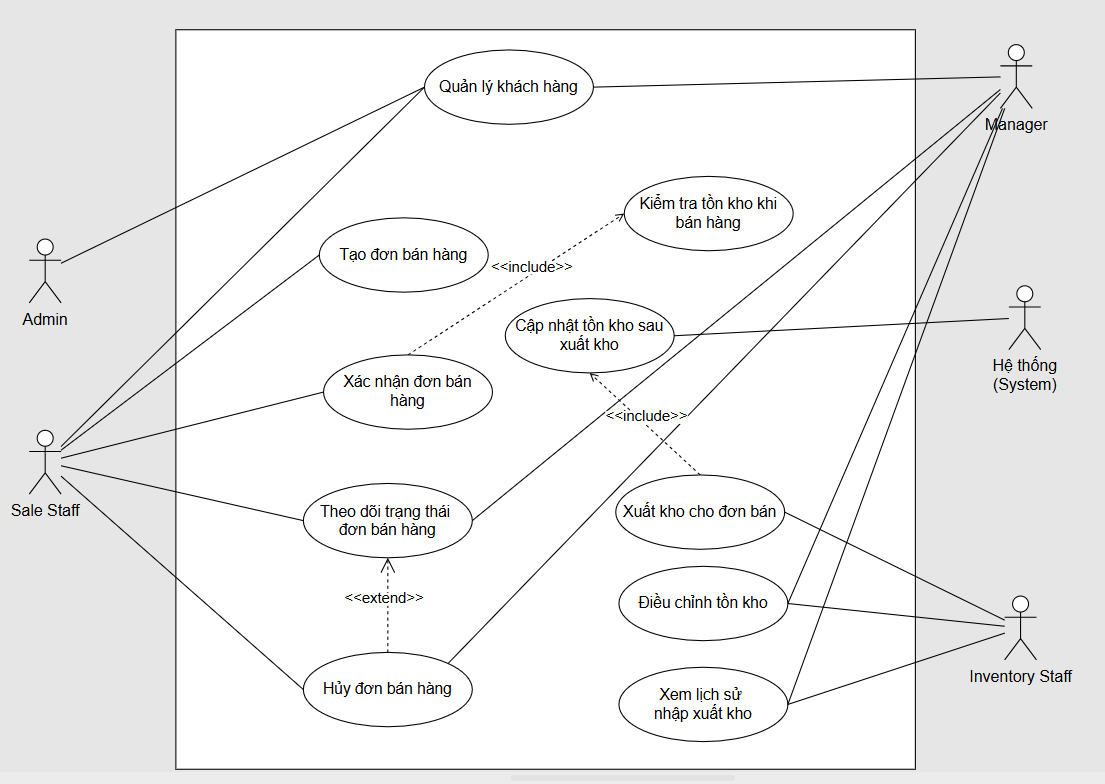 Quản lý khách hàng
Manager
Kiểm tra tồn kho khi
bán hàng
Tạo đơn bán hàng
<<include>>
Admin
Cập nhật tồn kho sau
xuất kho
Hệ thống
(System)
Xác nhận đơn bán
hàng
<<include>>
Sale Staff
Theo dõi trạng thái
đơn bán hàng
Xuất kho cho đơn bán
<<extend>>
Điều chỉnh tồn kho
Inventory Staff
Hủy đơn bán hàng
Xem lịch sử
nhập xuất kho